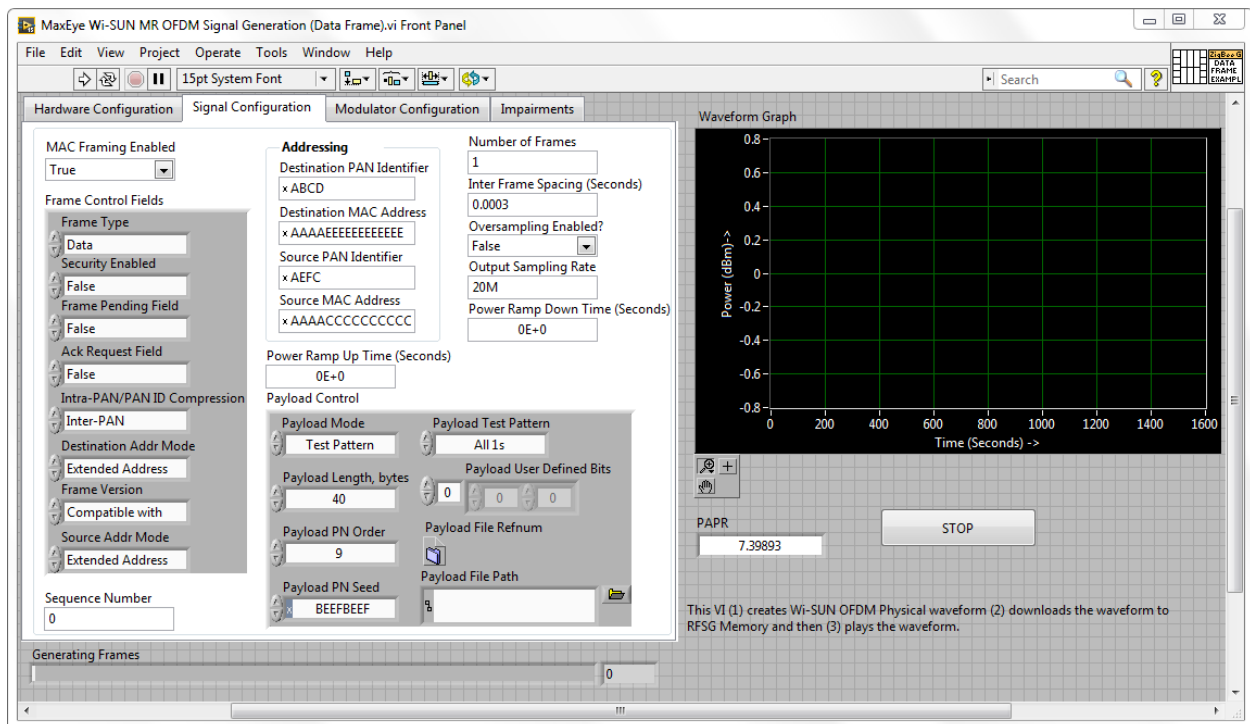 MaxEye Wi-SUN MR OFDM Signal Generation (Data Frame).vi Front Panel
File Edit View Project Operate Tools Window Help
15pt System Font
Search
ZigBee G
DATA
FRAME
EXAMPL
Hardware Configuration Signal Configuration Modulator Configuration Impairments
MAC Framing Enabled
True
Frame Control Fields
Frame Type
Data
Security Enabled
False
Frame Pending Field
False
Ack Request Field
False
Intra-PAN/PAN ID Compression
Inter-PAN
Destination Addr Mode
Extended Address
Frame Version
Compatible with
Source Addr Mode
Extended Address
Sequence Number
0
Addressing
Destination PAN Identifier
x ABCD
Destination MAC Address
x AAAAEEEEEEEEEEEE
Source PAN Identifier
x AEFC
Source MAC Address
x AAAACCCCCCCCCC
Number of Frames
1
Inter Frame Spacing (Seconds)
0.0003
Oversampling Enabled?
False
Output Sampling Rate
20M
Power Ramp Down Time (Seconds)
0E+0
Power Ramp Up Time (Seconds)
0E+0
Payload Control
Payload Mode
Test Pattern
Payload Length, bytes
40
Payload PN Order
9
Payload PN Seed
x BEEFBEEF
Payload Test Pattern
All 1s
Payload User Defined Bits
0 0 0
Payload File Refnum
Payload File Path
Generating Frames
0
Waveform Graph
Power (dBm)->
0.8
0.6
0.4
0.2
0
-0.2
-0.4
-0.6
-0.8
0 200 400 600 800 1000 1200 1400 1600
Time (Seconds) ->
PAPR
7.39893
STOP
This VI (1) creates Wi-SUN OFDM Physical waveform (2) downloads the waveform to
RFSG Memory and then (3) plays the waveform.